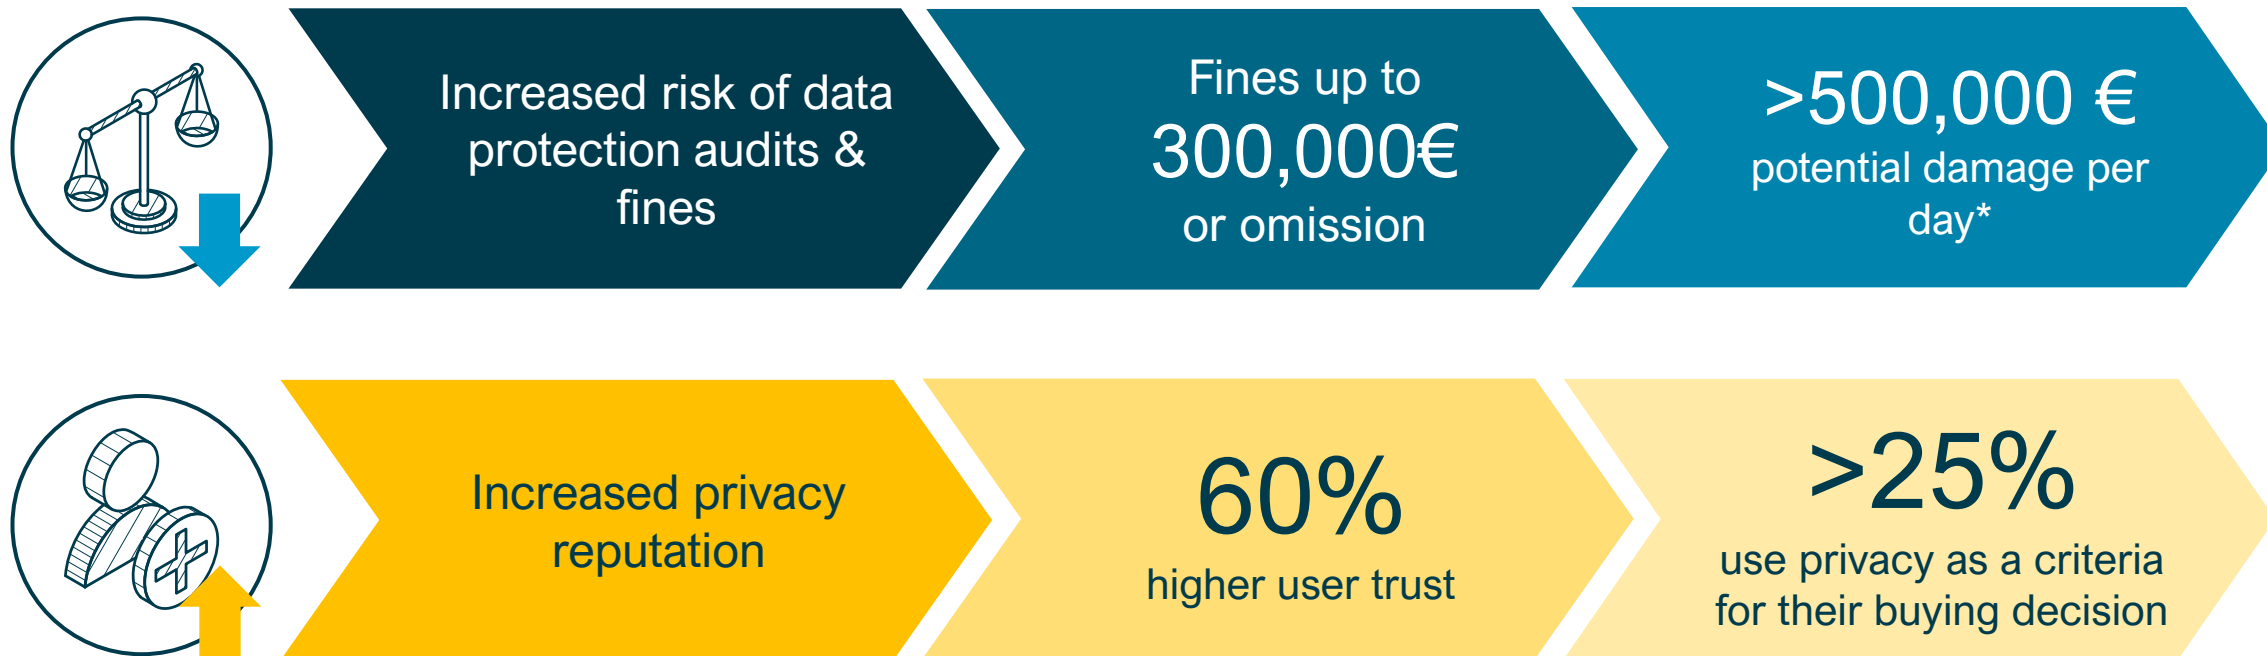 Increased risk of data
protection audits &
fines
Fines up to
300,000€
or omission
>500,000 €
potential damage per
day*
Increased privacy
reputation
60%
higher user trust
>25%
use privacy as a criteria
for their buying decision